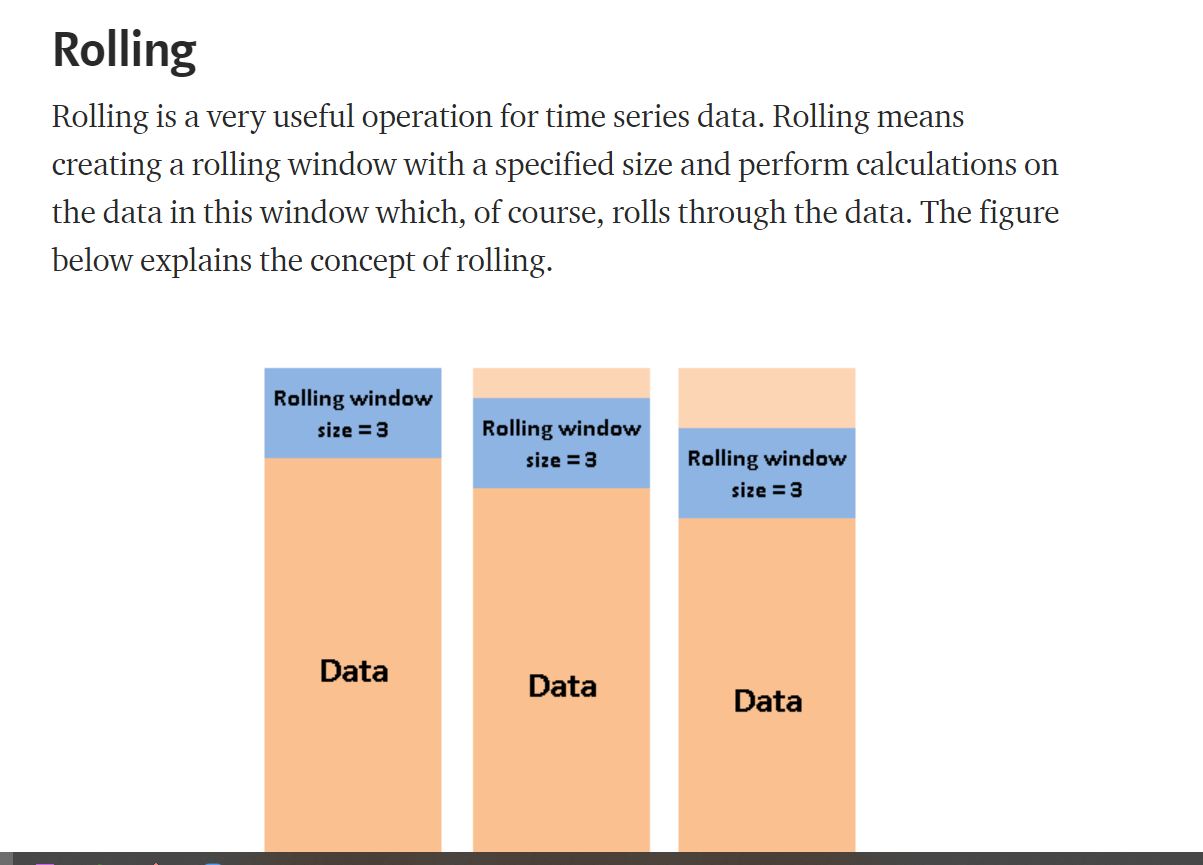 Rolling
Rolling is a very useful operation for time series data. Rolling means
creating a rolling window with a specified size and perform calculations on
the data in this window which, of course, rolls through the data. The figure
below explains the concept of rolling.
Rolling window
size = 3
Data
Rolling window
size = 3
Data
Rolling window
size = 3
Data